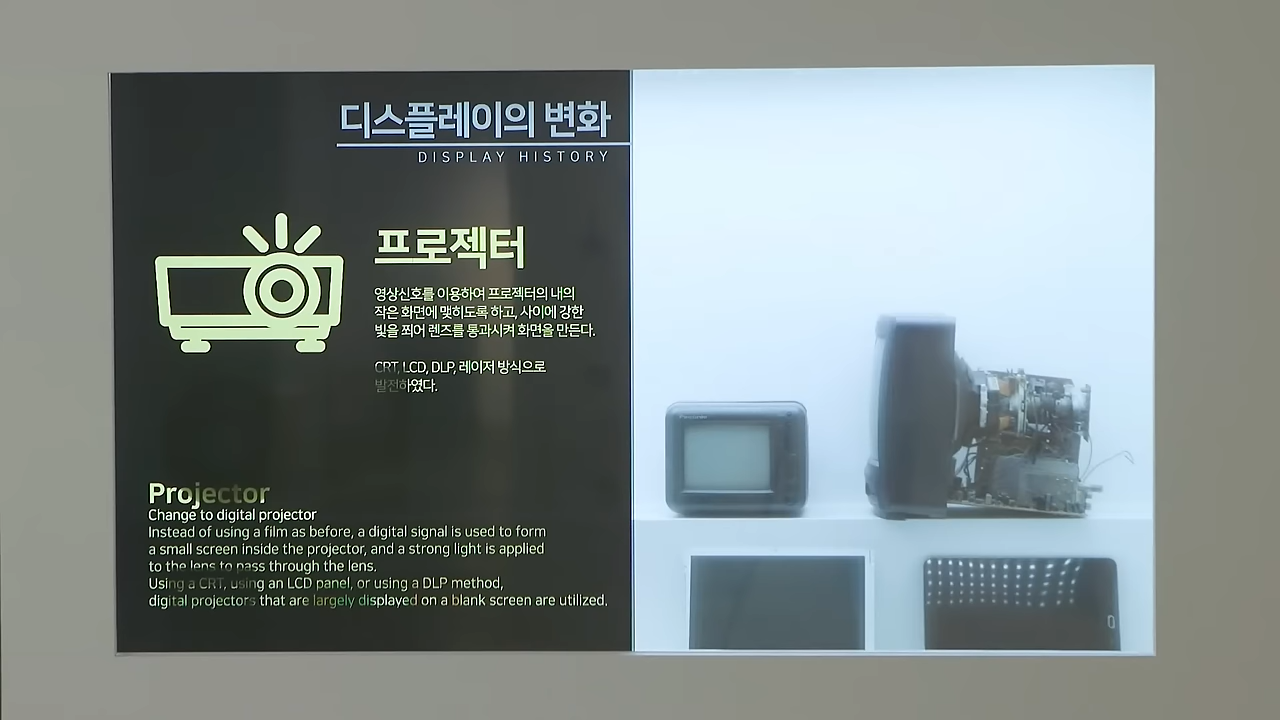 디스플레이의 변화
DISPLAY HISTORY
프로젝터
영상신호를 이용하여 프로젝터의 내의
작은 화면에 맺히도록 하고, 사이에 강한
빛을 쬐어 렌즈를 통과시켜 화면을 만든다.
CRT, LCD, DLP, 레이저 방식으로
발전하였다.
Projector
Change to digital projector
Instead of using a film as before, a digital signal is used to form
a small screen inside the projector, and a strong light is applied
to the lens to pass through the lens.
Using a CRT, using an LCD panel, or using a DLP method,
digital projectors that are largely displayed on a blank screen are utilized.
Panasonic